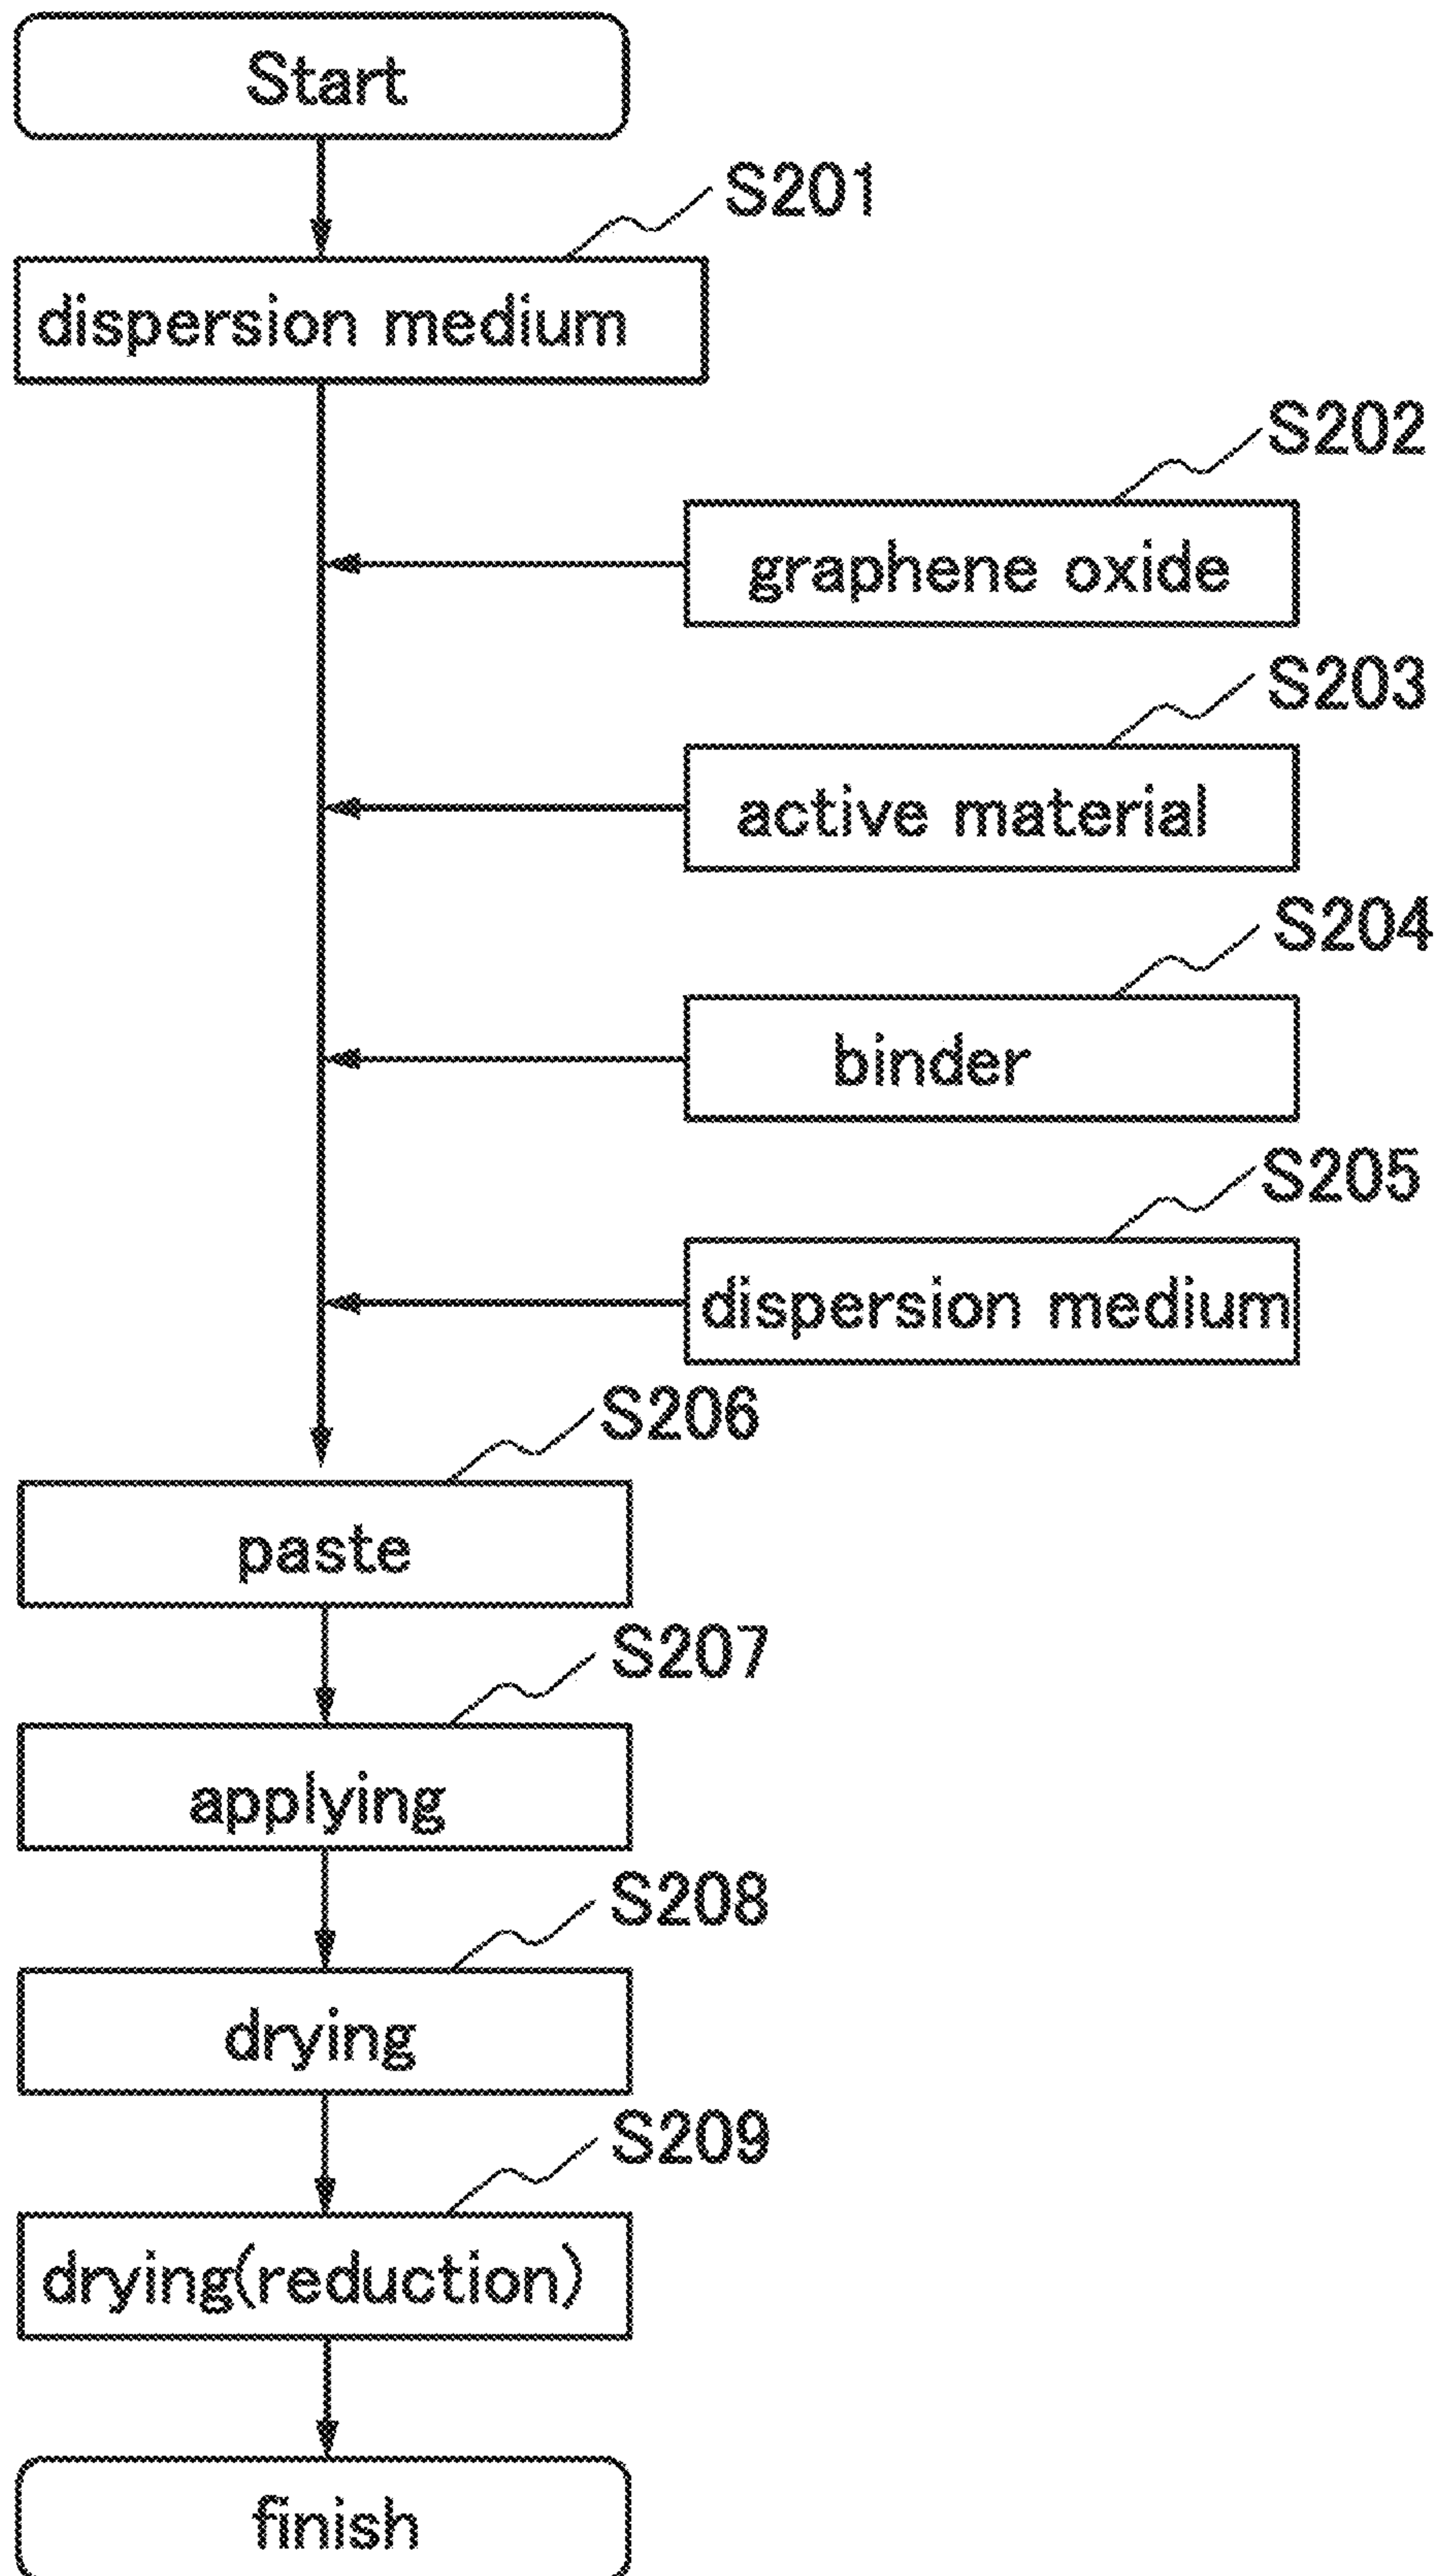 Start
S201
dispersion medium
S202
graphene oxide
S203
active material
S204
binder
S205
dispersion medium
S206
paste
S207
applying
S208
drying
S209
drying(reduction)
finish